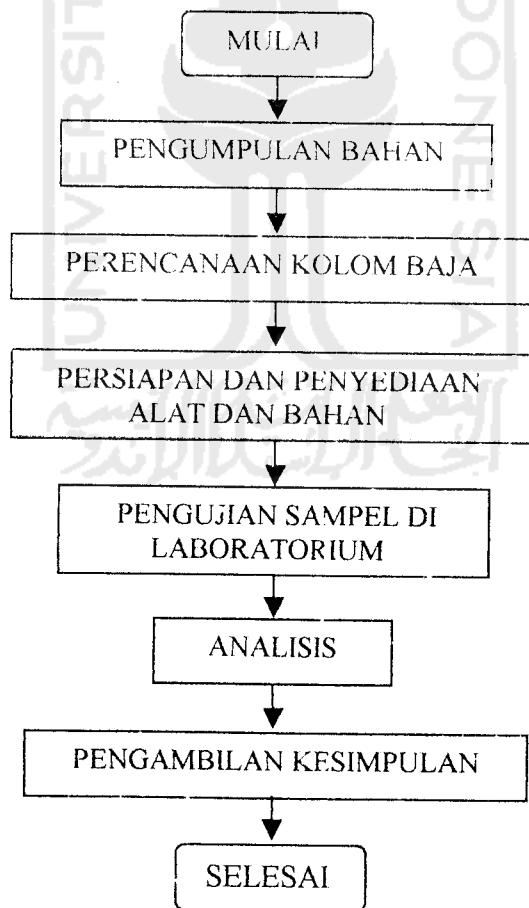 MULAI
PENGUMPULAN BAHAN
PERENCANAAN KOLOM BAJA
PERSIAPAN DAN PENYEDIAAN
ALAT DAN BAHAN
PENGUJIAN SAMPEL DI
LABORATORIUM
ANALISIS
PENGAMBILAN KESIMPULAN
SELESAI